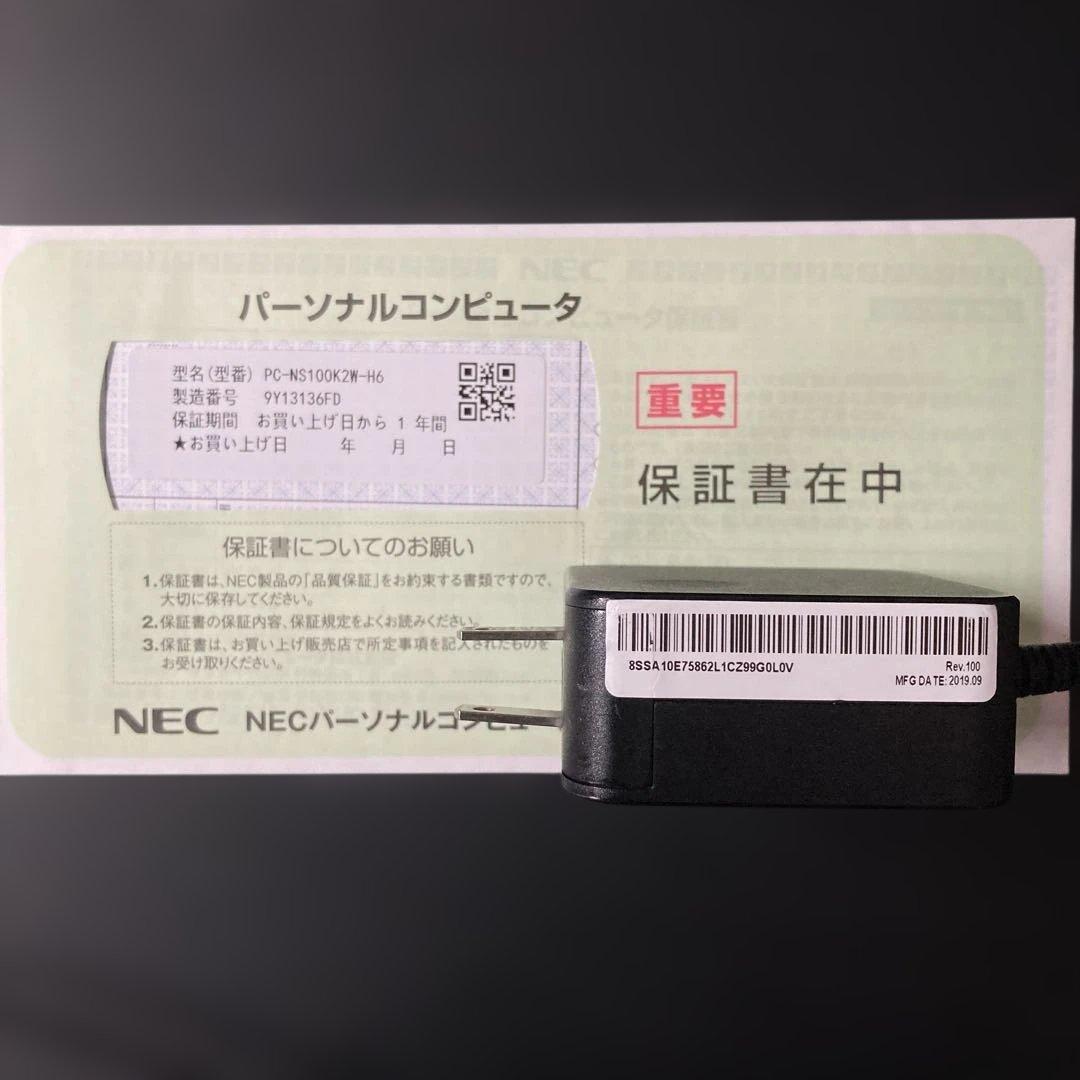 NEC
パーソナルコンピュータ
型名(型番) PC-NS100K2W-H6
製造番号 9Y13136FD
保証期間 お買い上げ日から 1 年間
★お買い上げ日 年 月 日
重要
保証書在中
保証書についてのお願い
1.保証書は、NEC製品の「品質保証」をお約束する書類ですので、
大切に保存してください。
2.保証書の保証内容、保証規定をよくお読みください。
3.保証書は、お買い上げ販売店で所定事項を記入されたものを
お受け取りください。
NEC NECパーソナルコンピュー
8SSA10E75862L1CZ99G0L0V
Rev.100
MFG DATE: 2019.09